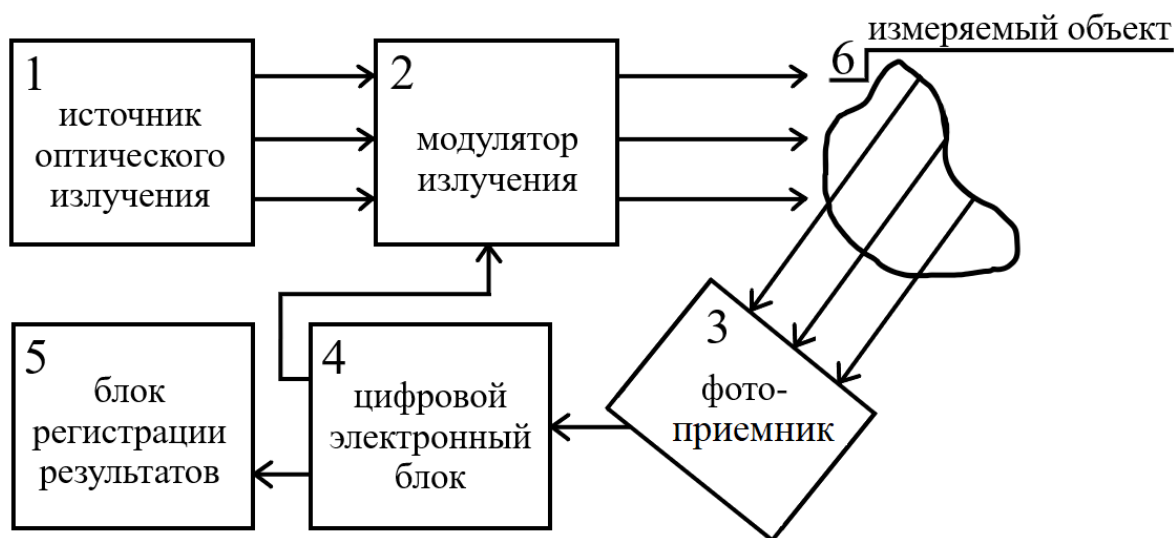 1
источник
оптического
излучения
2
модулятор
излучения
6
измеряемый объект
5
блок
регистрации
результатов
4
цифровой
электронный
блок
3
фото-
приемник